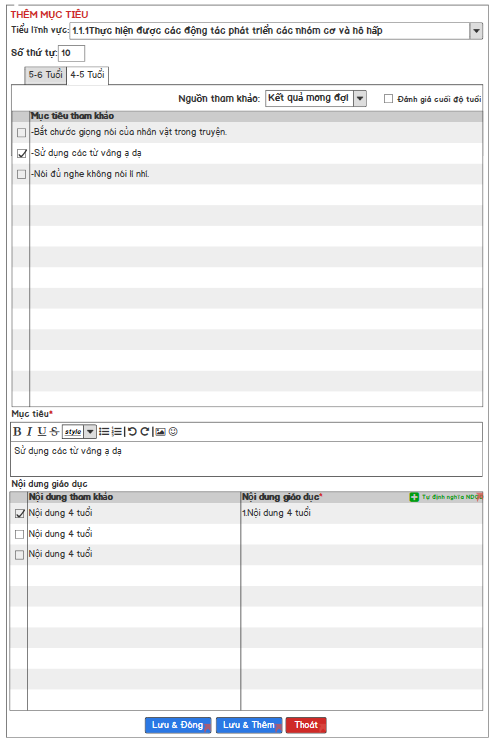 THÊM MỤC TIÊU
Tiểu lĩnh vực: 1.1.1Thực hiện được các động tác phát triển các nhóm cơ và hô hấp
Số thứ tự: 10
5-6 Tuổi 4-5 Tuổi
Nguồn tham khảo: Kết quả mong đợi Đánh giá cuối độ tuổi
Mục tiêu tham khảo
-Bắt chước giọng nói của nhân vật trong truyện.
-Sử dụng các từ vâng ạ dạ
-Nói đủ nghe không nói lí nhí.
Mục tiêu*
B I U S style
Sử dụng các từ vâng ạ dạ
Nội dung giáo dục
Nội dung tham khảo Nội dung giáo dục* Tự định nghĩa NDGD
Nội dung 4 tuổi 1.Nội dung 4 tuổi
Nội dung 4 tuổi
Nội dung 4 tuổi
Lưu & Đóng Lưu & Thêm Thoát